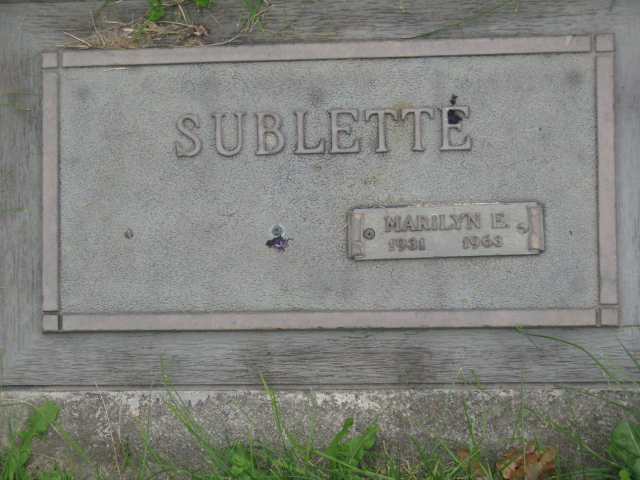 SUBLETTE
MARILYN E.
1931 1963